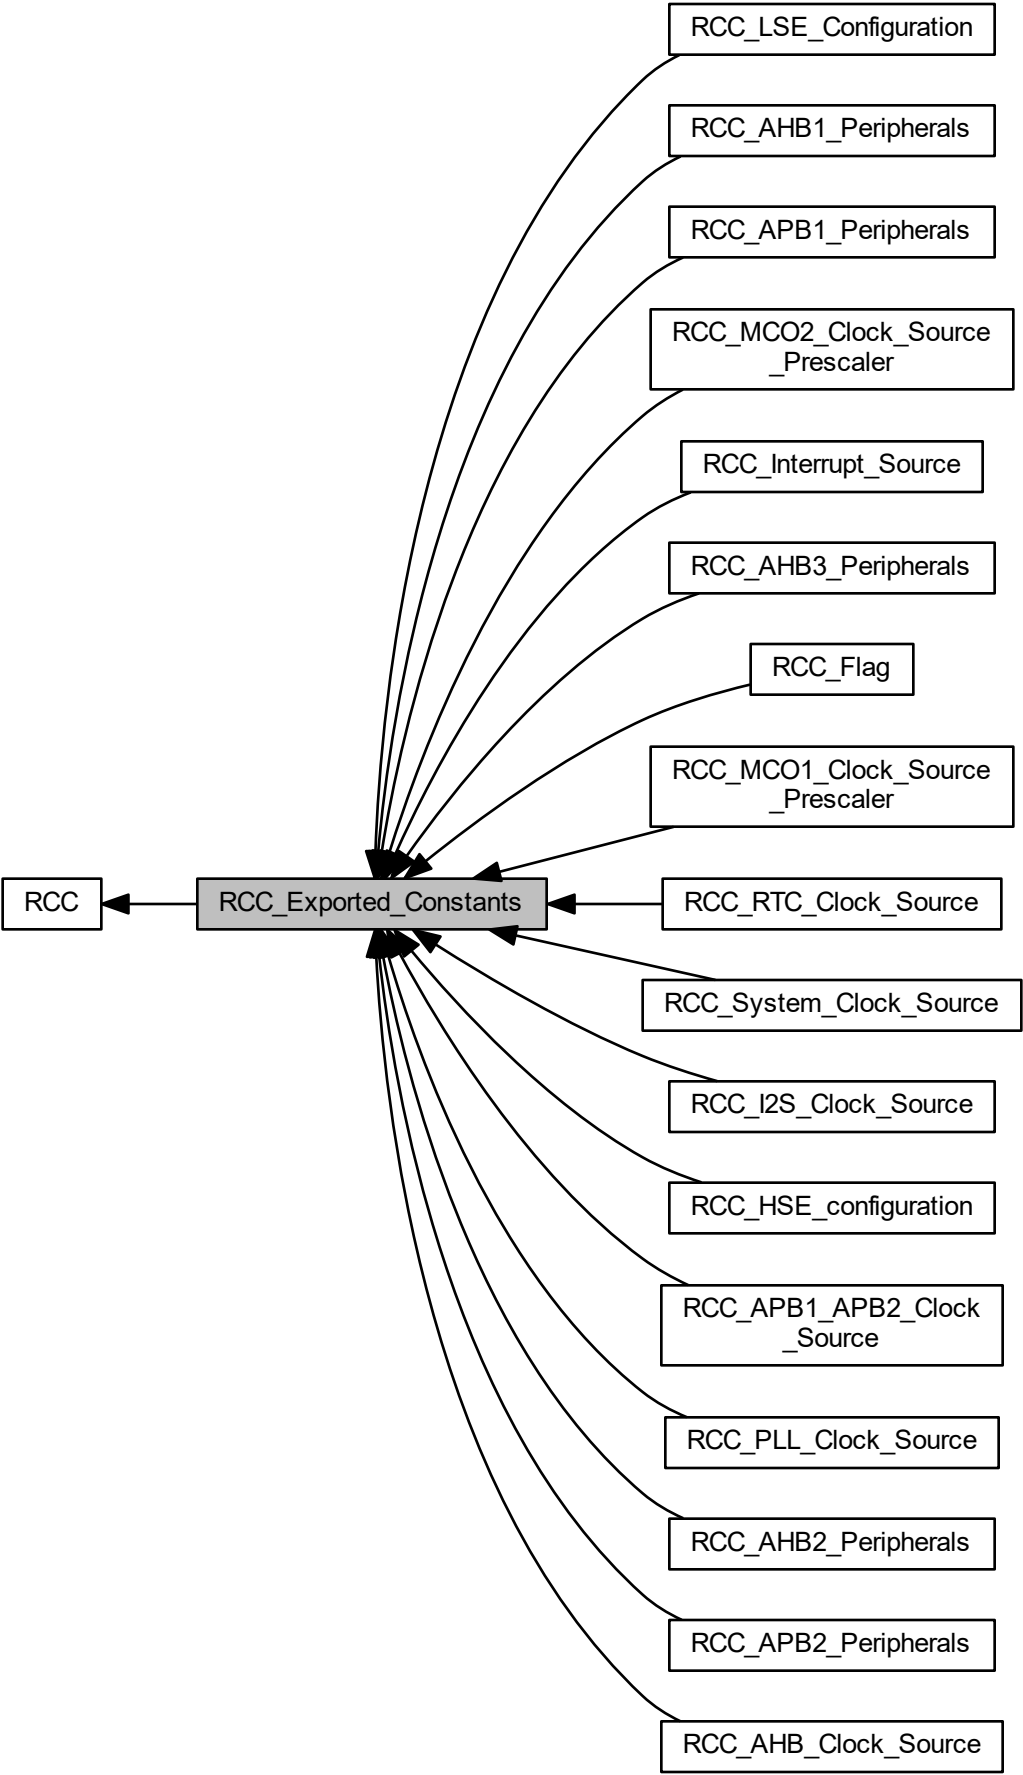 RCC_LSE_Configuration
RCC_AHB1_Peripherals
RCC_APB1_Peripherals
RCC_MCO2_Clock_Source
_Prescaler
RCC_Interrupt_Source
RCC_AHB3_Peripherals
RCC_Flag
RCC_MCO1_Clock_Source
_Prescaler
RCC
RCC_Exported_Constants
RCC_RTC_Clock_Source
RCC_System_Clock_Source
RCC_I2S_Clock_Source
RCC_HSE_configuration
RCC_APB1_APB2_Clock
_Source
RCC_PLL_Clock_Source
RCC_AHB2_Peripherals
RCC_APB2_Peripherals
RCC_AHB_Clock_Source